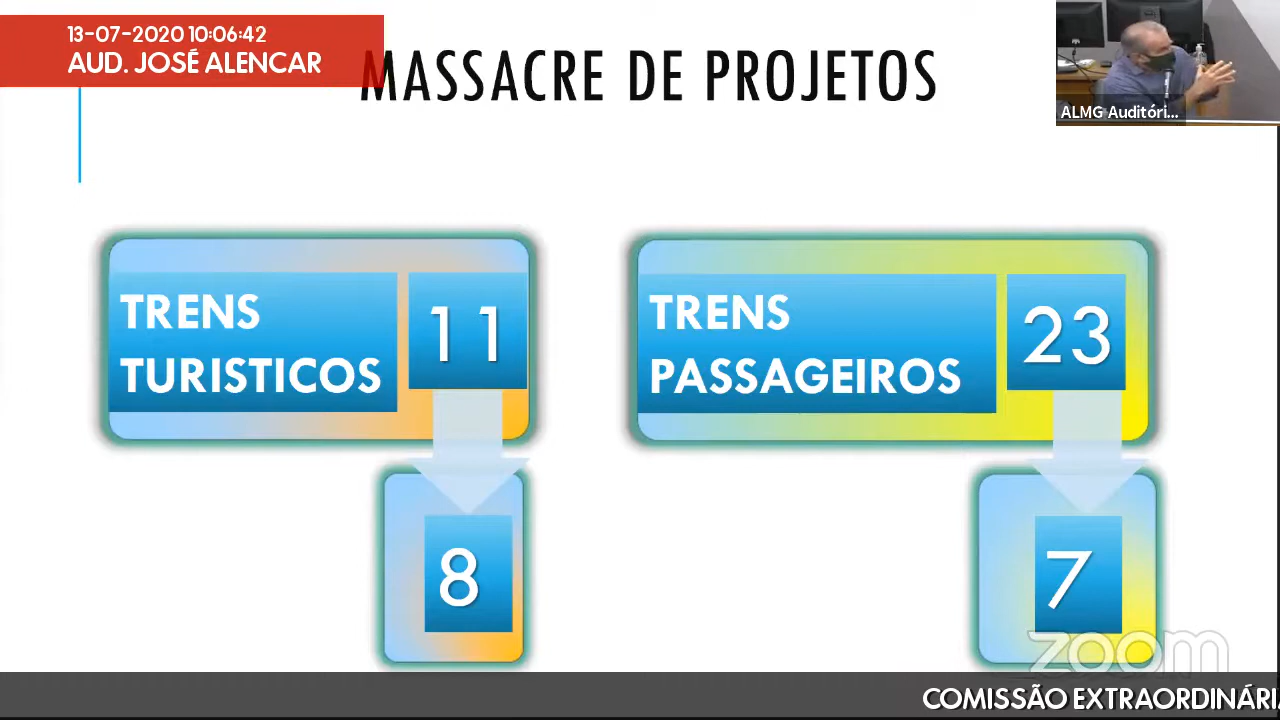 13-07-2020 10:06:42
AUD. JOSÉ ALENCAR
MASSACRE DE PROJETOS
ALMG Auditóri...
TRENS
TURISTICOS
11
TRENS
PASSAGEIROS
23
8
7
zoom
COMISSÃO EXTRAORDINÁRI